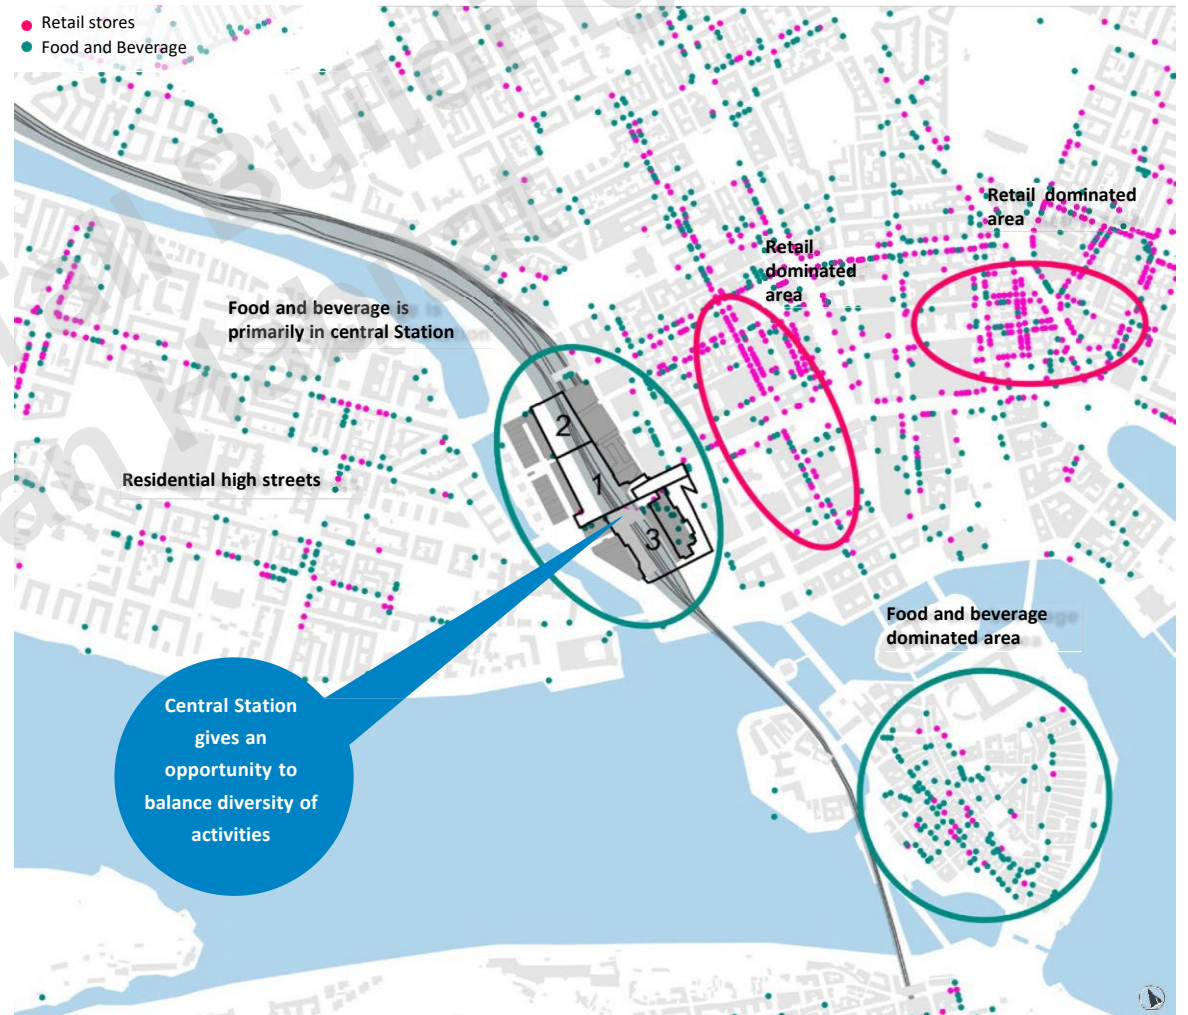 Retail stores
Food and Beverage
Retail dominated
area
Retail
dominated
area
Food and beverage is
primarily in central Station
2
1
3
Residential high streets
Food and beverage
dominated area
Central Station
gives an
opportunity to
balance diversity of
activities